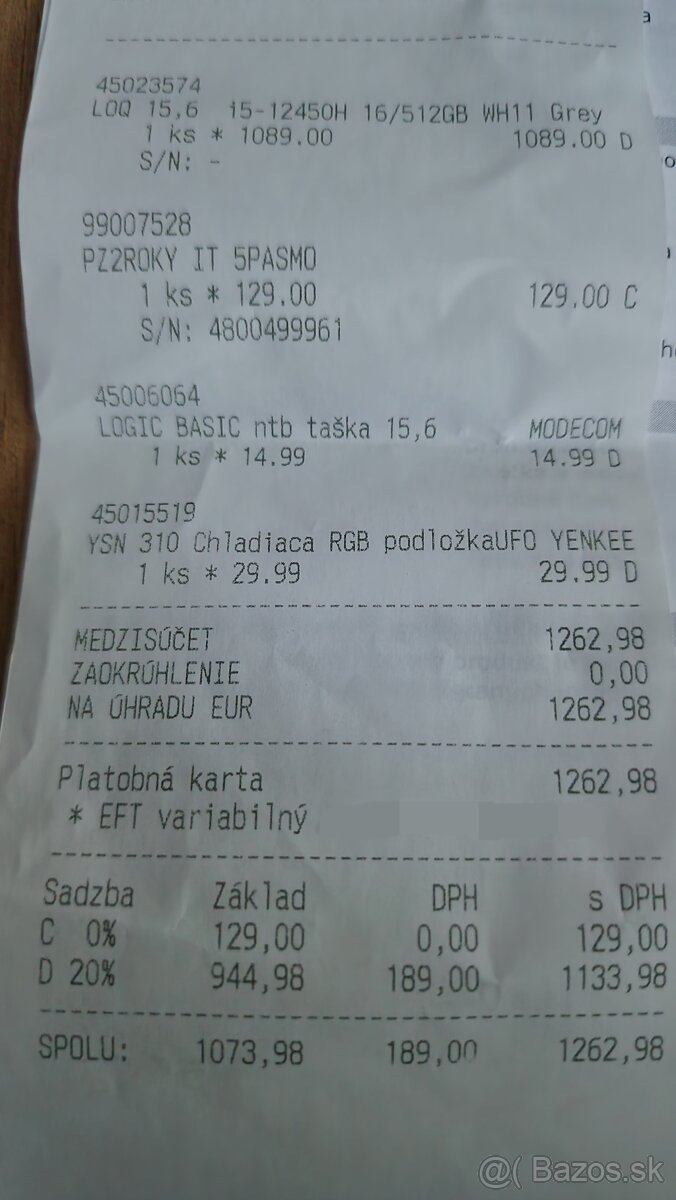 45023574
LOQ 15,6 i5-12450H 16/512GB WH11 Grey
1 ks * 1089.00 1089.00 D
S/N: -
99007528
PZ2ROKY IT 5PASMO
1 ks * 129.00 129.00 C
S/N: 4800499961
45006064
LOGIC BASIC ntb taška 15,6 MODECOM
1 ks * 14.99 14.99 D
45015519
YSN 310 Chladiaca RGB podložkaUFO YENKEE
1 ks * 29.99 29.99 D
MEDZISÚČET 1262,98
ZAOKRÚHLENIE 0,00
NA ÚHRADU EUR 1262,98
Platobná karta 1262,98
* EFT variabilný
Sadzba Základ DPH s DPH
C 0% 129,00 0,00 129,00
D 20% 944,98 189,00 1133,98
SPOLU: 1073,98 189,00 1262,98
@( Bazos.sk